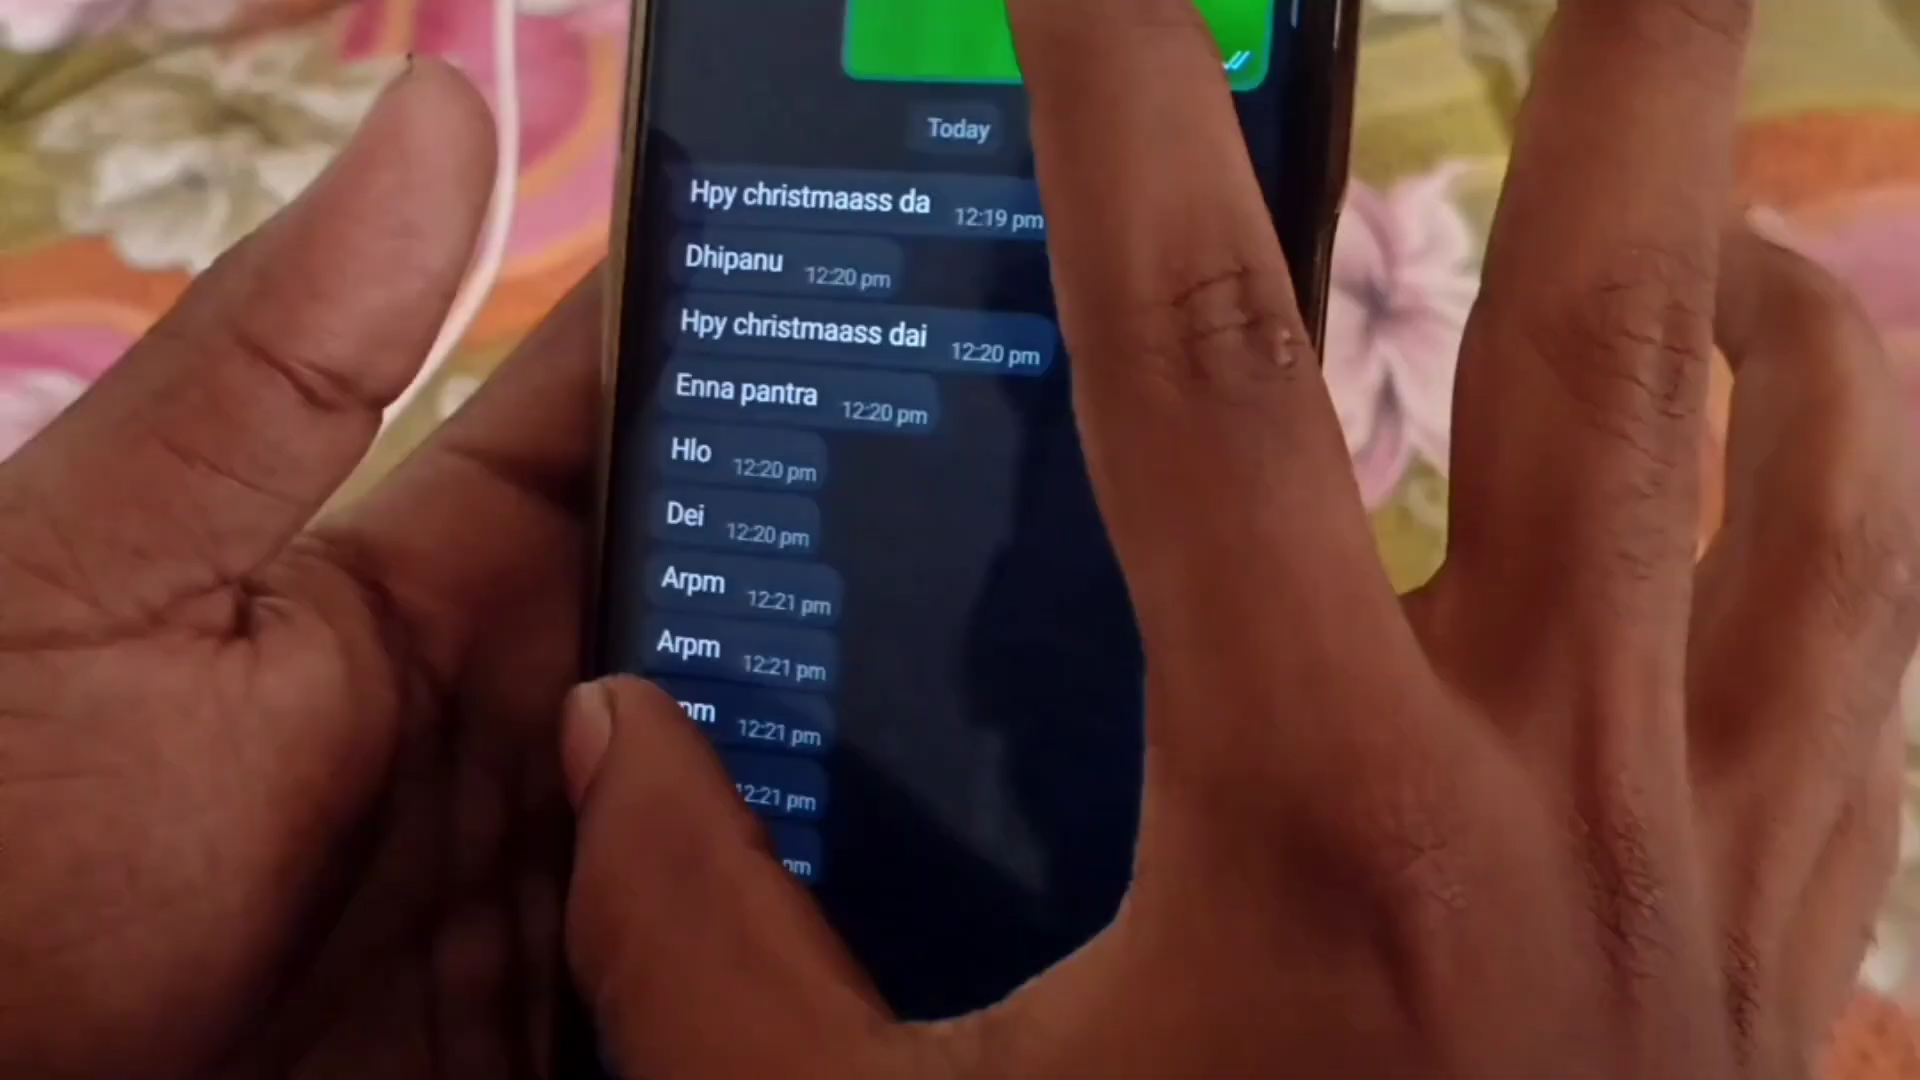 Today
Hpy christmaass da 12:19 pm
Dhipanu 12:20 pm
Hpy christmaass dai 12:20 pm
Enna pantra 12:20 pm
Hlo 12:20 pm
Dei 12:20 pm
Arpm 12:21 pm
Arpm 12:21 pm
12:21 pm
12:21 pm
pm